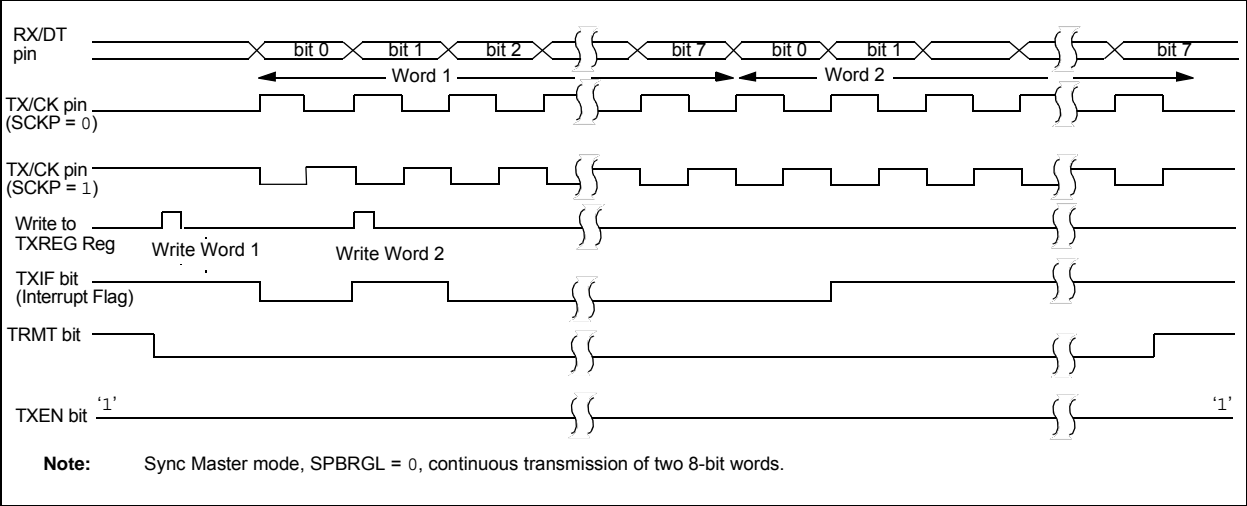 RX/DT
pin
bit 0 bit 1 bit 2 bit 7 bit 0 bit 1 bit 7
Word 1 Word 2
TX/CK pin
(SCKP = 0)
TX/CK pin
(SCKP = 1)
Write to
TXREG Reg
Write Word 1 Write Word 2
TXIF bit
(Interrupt Flag)
TRMT bit
TXEN bit ‘1’ ‘1’
Note: Sync Master mode, SPBRGL = 0, continuous transmission of two 8-bit words.